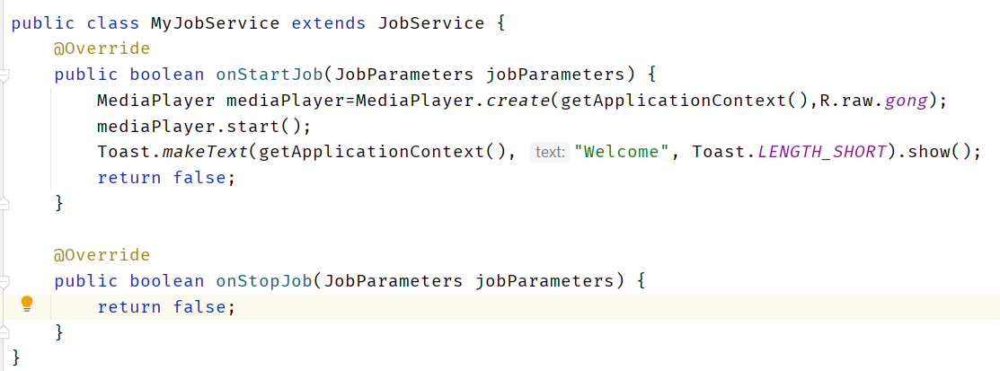 public class MyJobService extends JobService {
@Override
public boolean onStartJob(JobParameters jobParameters) {
MediaPlayer mediaPlayer=MediaPlayer.create(getApplicationContext(),R.raw.gong);
mediaPlayer.start();
Toast.makeText(getApplicationContext(), text: "Welcome", Toast.LENGTH_SHORT).show();
return false;
}
@Override
public boolean onStopJob(JobParameters jobParameters) {
return false;
}
}